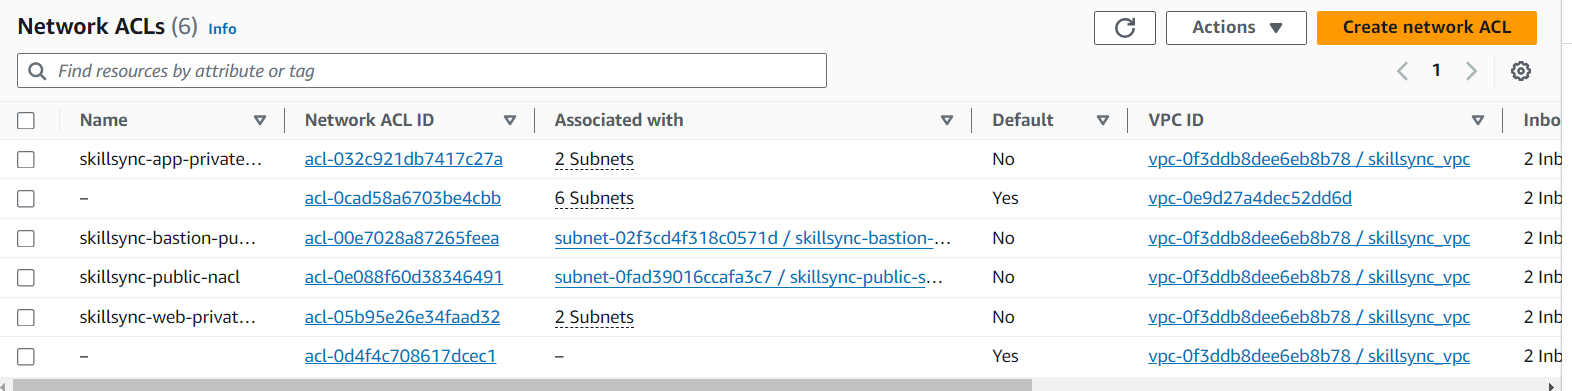 Network ACLs (6) Info
Actions
Create network ACL
Find resources by attribute or tag
1
Name Network ACL ID Associated with Default VPC ID Inbo
skillsync-app-private... acl-032c921db7417c27a 2 Subnets No vpc-0f3ddb8dee6eb8b78 / skillsync_vpc 2 Inb
– acl-0cad58a6703be4cbb 6 Subnets Yes vpc-0e9d27a4dec52dd6d 2 Inb
skillsync-bastion-pu... acl-00e7028a87265feea subnet-02f3cd4f318c0571d / skillsync-bastion-... No vpc-0f3ddb8dee6eb8b78 / skillsync_vpc 2 Inb
skillsync-public-nacl acl-0e088f60d38346491 subnet-0fad39016ccafa3c7 / skillsync-public-s... No vpc-0f3ddb8dee6eb8b78 / skillsync_vpc 2 Inb
skillsync-web-privat... acl-05b95e26e34faad32 2 Subnets No vpc-0f3ddb8dee6eb8b78 / skillsync_vpc 2 Inb
– acl-0d4f4c708617dcec1 – Yes vpc-0f3ddb8dee6eb8b78 / skillsync_vpc 2 Inb